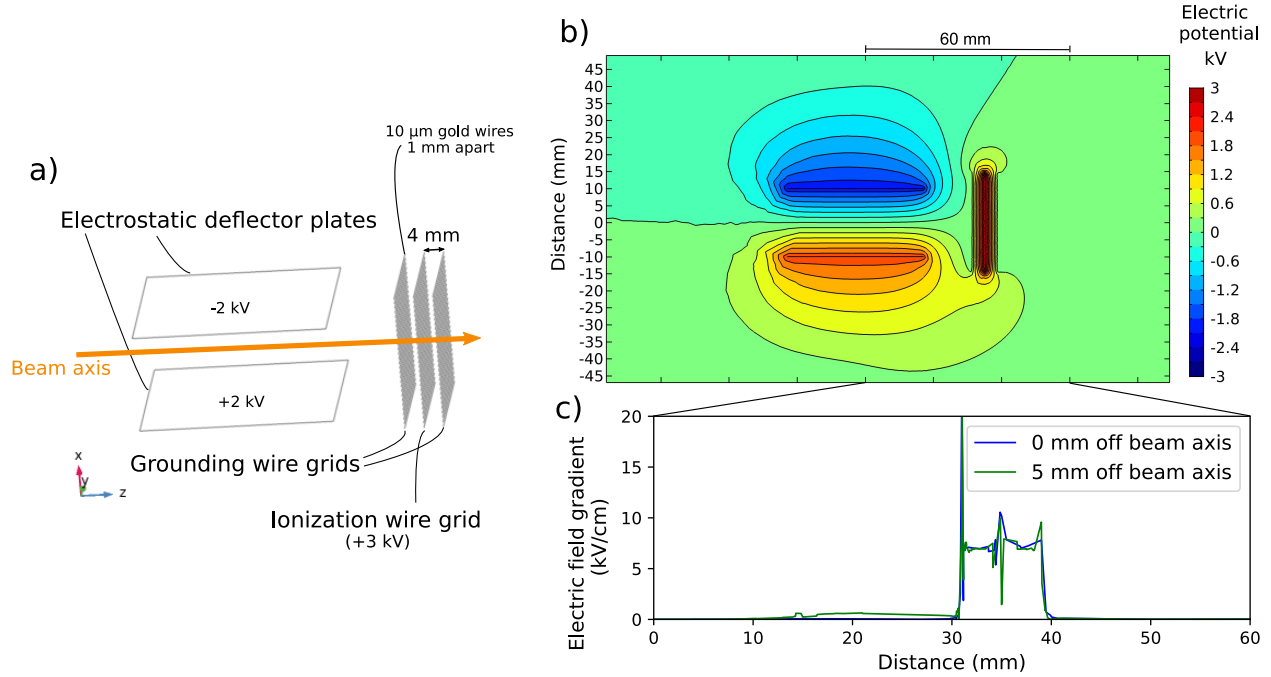 a)
10 μm gold wires
1 mm apart
Electrostatic deflector plates
4 mm
-2 kV
Beam axis
+2 kV
Grounding wire grids
x
y
z
Ionization wire grid
(+3 kV)
b)
60 mm
Electric
potential
kV
Distance (mm)
45
40
35
30
25
20
15
10
5
0
-5
-10
-15
-20
-25
-30
-35
-40
-45
3
2.4
1.8
1.2
0.6
0
-0.6
-1.2
-1.8
-2.4
-3
c)
Electric field gradient
(kV/cm)
20
15
10
5
0
0 mm off beam axis
5 mm off beam axis
0
10
20
30
40
50
60
Distance (mm)